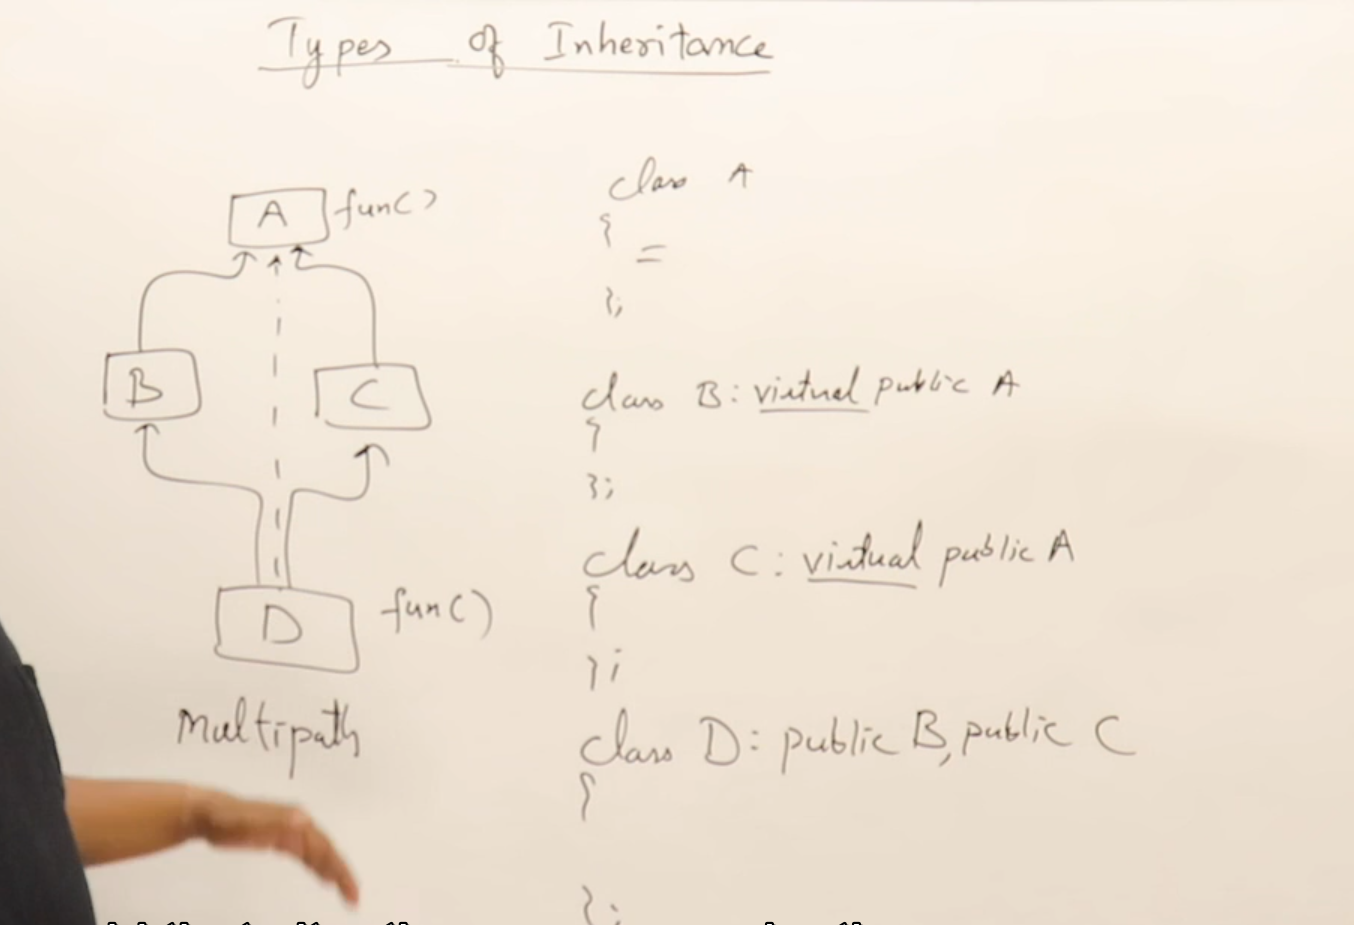 Types of Inheritance
A fun()
B C
D fun()
Multipath
class A
{
=
};
class B: virtual public A
{
};
class C: virtual public A
{
};
class D: public B, public C
{
};